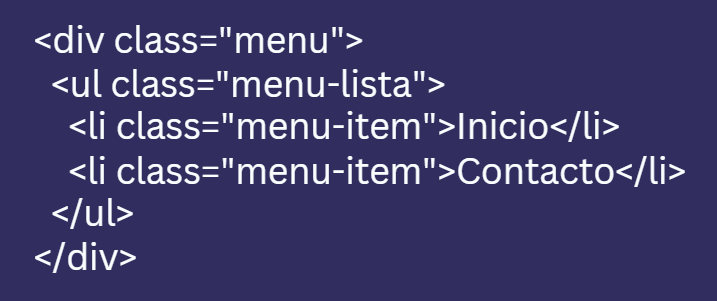 <div class="menu">
<ul class="menu-lista">
<li class="menu-item">Inicio</li>
<li class="menu-item">Contacto</li>
</ul>
</div>